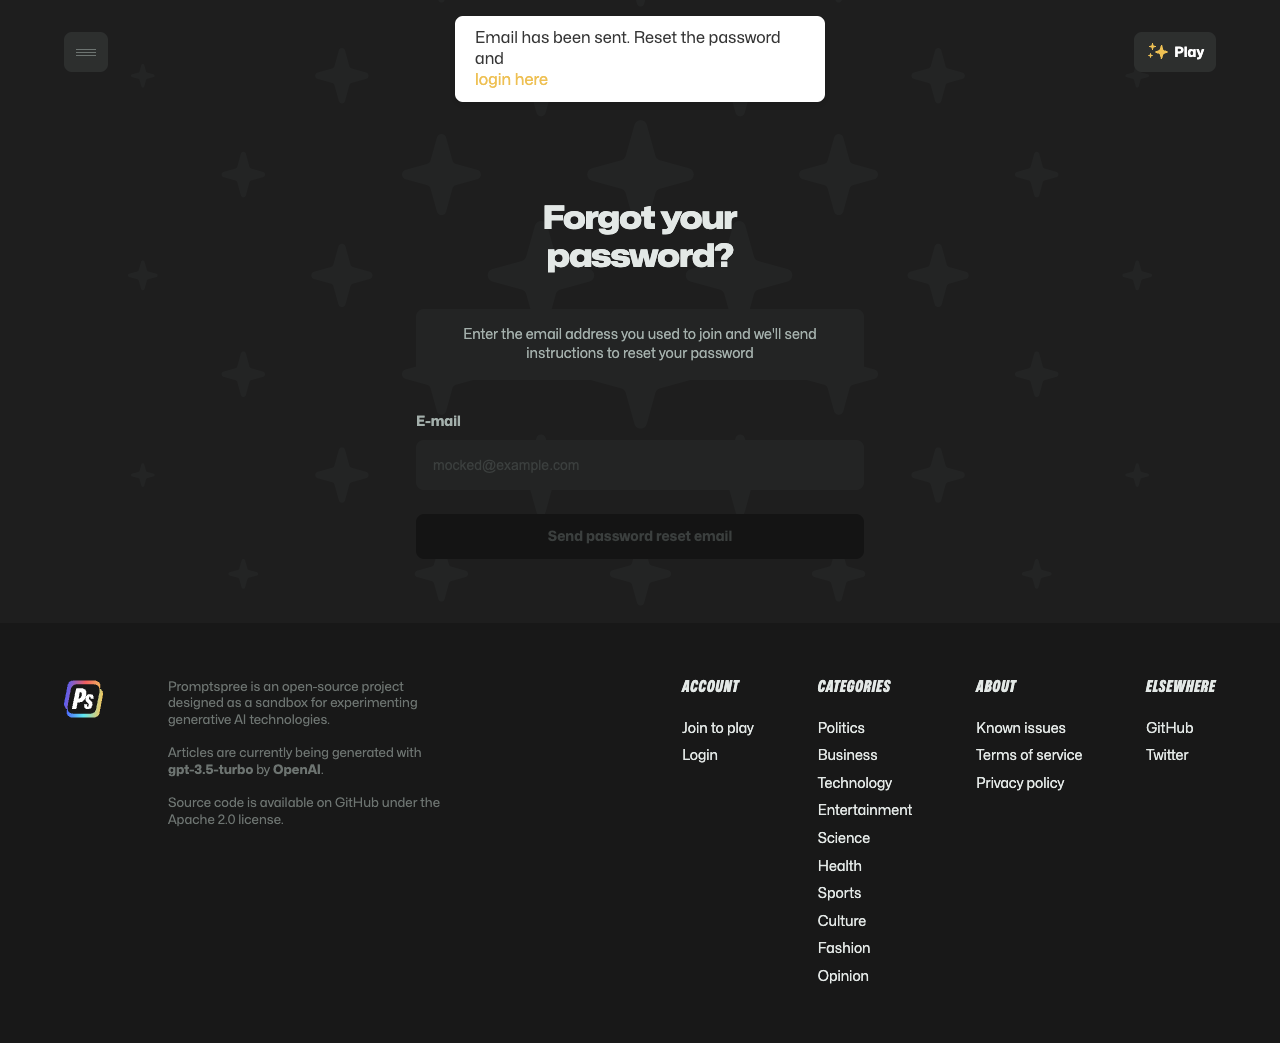 Email has been sent. Reset the password
and
login here
Play
Forgot your
password?
Enter the email address you used to join and we'll send
instructions to reset your password
E-mail
mocked@example.com
Send password reset email
Ps
Promptspree is an open-source project
designed as a sandbox for experimenting
generative AI technologies.
Articles are currently being generated with
gpt-3.5-turbo by OpenAI.
Source code is available on GitHub under the
Apache 2.0 license.
ACCOUNT
Join to play
Login
CATEGORIES
Politics
Business
Technology
Entertainment
Science
Health
Sports
Culture
Fashion
Opinion
ABOUT
Known issues
Terms of service
Privacy policy
ELSEWHERE
GitHub
Twitter